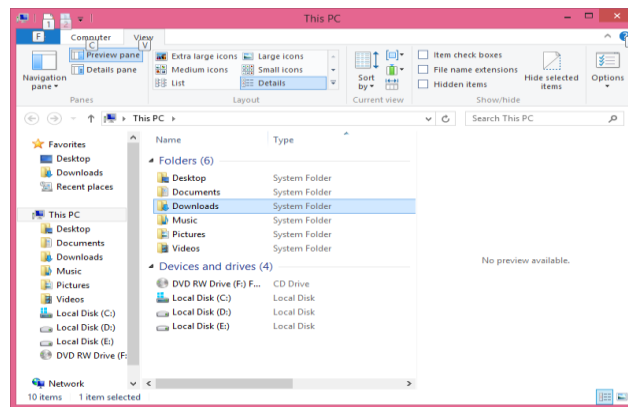 This PC
1 2
F Computer View
C V
Navigation pane
Preview pane
Details pane
Panes
Extra large icons Large icons
Medium icons Small icons
List Details
Layout
Sort by
Current view
Item check boxes
File name extensions
Hidden items
Hide selected items
Show/hide
Options
This PC
Search This PC
Favorites
Desktop
Downloads
Recent places
This PC
Desktop
Documents
Downloads
Music
Pictures
Videos
Local Disk (C:)
Local Disk (D:)
Local Disk (E:)
DVD RW Drive (F:
Network
Name Type
Folders (6)
Desktop System Folder
Documents System Folder
Downloads System Folder
Music System Folder
Pictures System Folder
Videos System Folder
Devices and drives (4)
DVD RW Drive (F:) F... CD Drive
Local Disk (C:) Local Disk
Local Disk (D:) Local Disk
Local Disk (E:) Local Disk
No preview available.
10 items 1 item selected